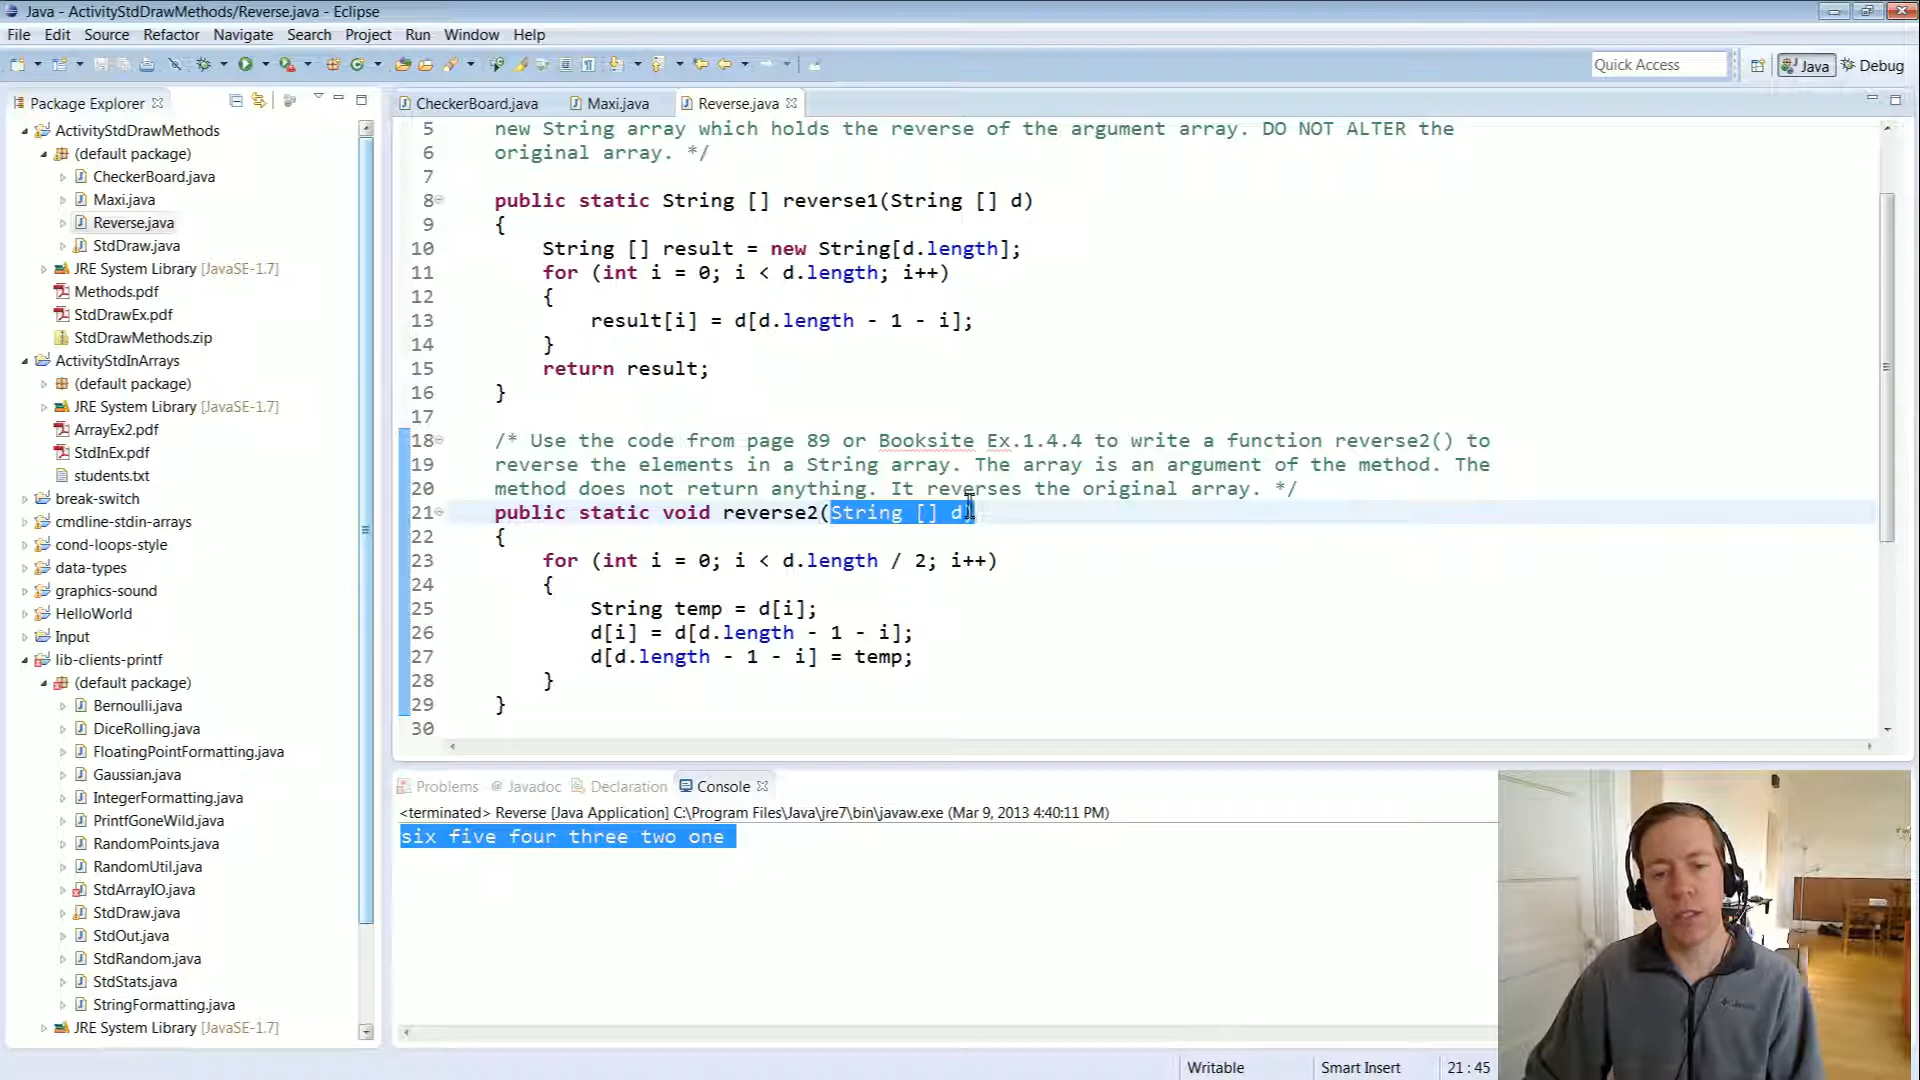 Java - ActivityStdDrawMethods/Reverse.java - Eclipse
File Edit Source Refactor Navigate Search Project Run Window Help
Quick Access
Java
Debug
Package Explorer
ActivityStdDrawMethods
(default package)
CheckerBoard.java
Maxi.java
Reverse.java
StdDraw.java
JRE System Library [JavaSE-1.7]
Methods.pdf
StdDrawEx.pdf
StdDrawMethods.zip
ActivityStdInArrays
(default package)
JRE System Library [JavaSE-1.7]
ArrayEx2.pdf
StdInEx.pdf
students.txt
break-switch
cmdline-stdin-arrays
cond-loops-style
data-types
graphics-sound
HelloWorld
Input
lib-clients-printf
(default package)
Bernoulli.java
DiceRolling.java
FloatingPointFormatting.java
Gaussian.java
IntegerFormatting.java
PrintfGoneWild.java
RandomPoints.java
RandomUtil.java
StdArrayIO.java
StdDraw.java
StdOut.java
StdRandom.java
StdStats.java
StringFormatting.java
JRE System Library [JavaSE-1.7]
CheckerBoard.java Maxi.java Reverse.java
5 new String array which holds the reverse of the argument array. DO NOT ALTER the
6 original array. */
7
8 public static String [] reverse1(String [] d)
9 {
10 String [] result = new String[d.length];
11 for (int i = 0; i < d.length; i++)
12 {
13 result[i] = d[d.length - 1 - i];
14 }
15 return result;
16 }
17
18 /* Use the code from page 89 or Booksite Ex.1.4.4 to write a function reverse2() to
19 reverse the elements in a String array. The array is an argument of the method. The
20 method does not return anything. It reverses the original array. */
21 public static void reverse2(String [] d)
22 {
23 for (int i = 0; i < d.length / 2; i++)
24 {
25 String temp = d[i];
26 d[i] = d[d.length - 1 - i];
27 d[d.length - 1 - i] = temp;
28 }
29 }
30
Problems @ Javadoc Declaration Console
<terminated> Reverse [Java Application] C:\Program Files\Java\jre7\bin\javaw.exe (Mar 9, 2013 4:40:11 PM)
six five four three two one
Writable
Smart Insert
21 : 45